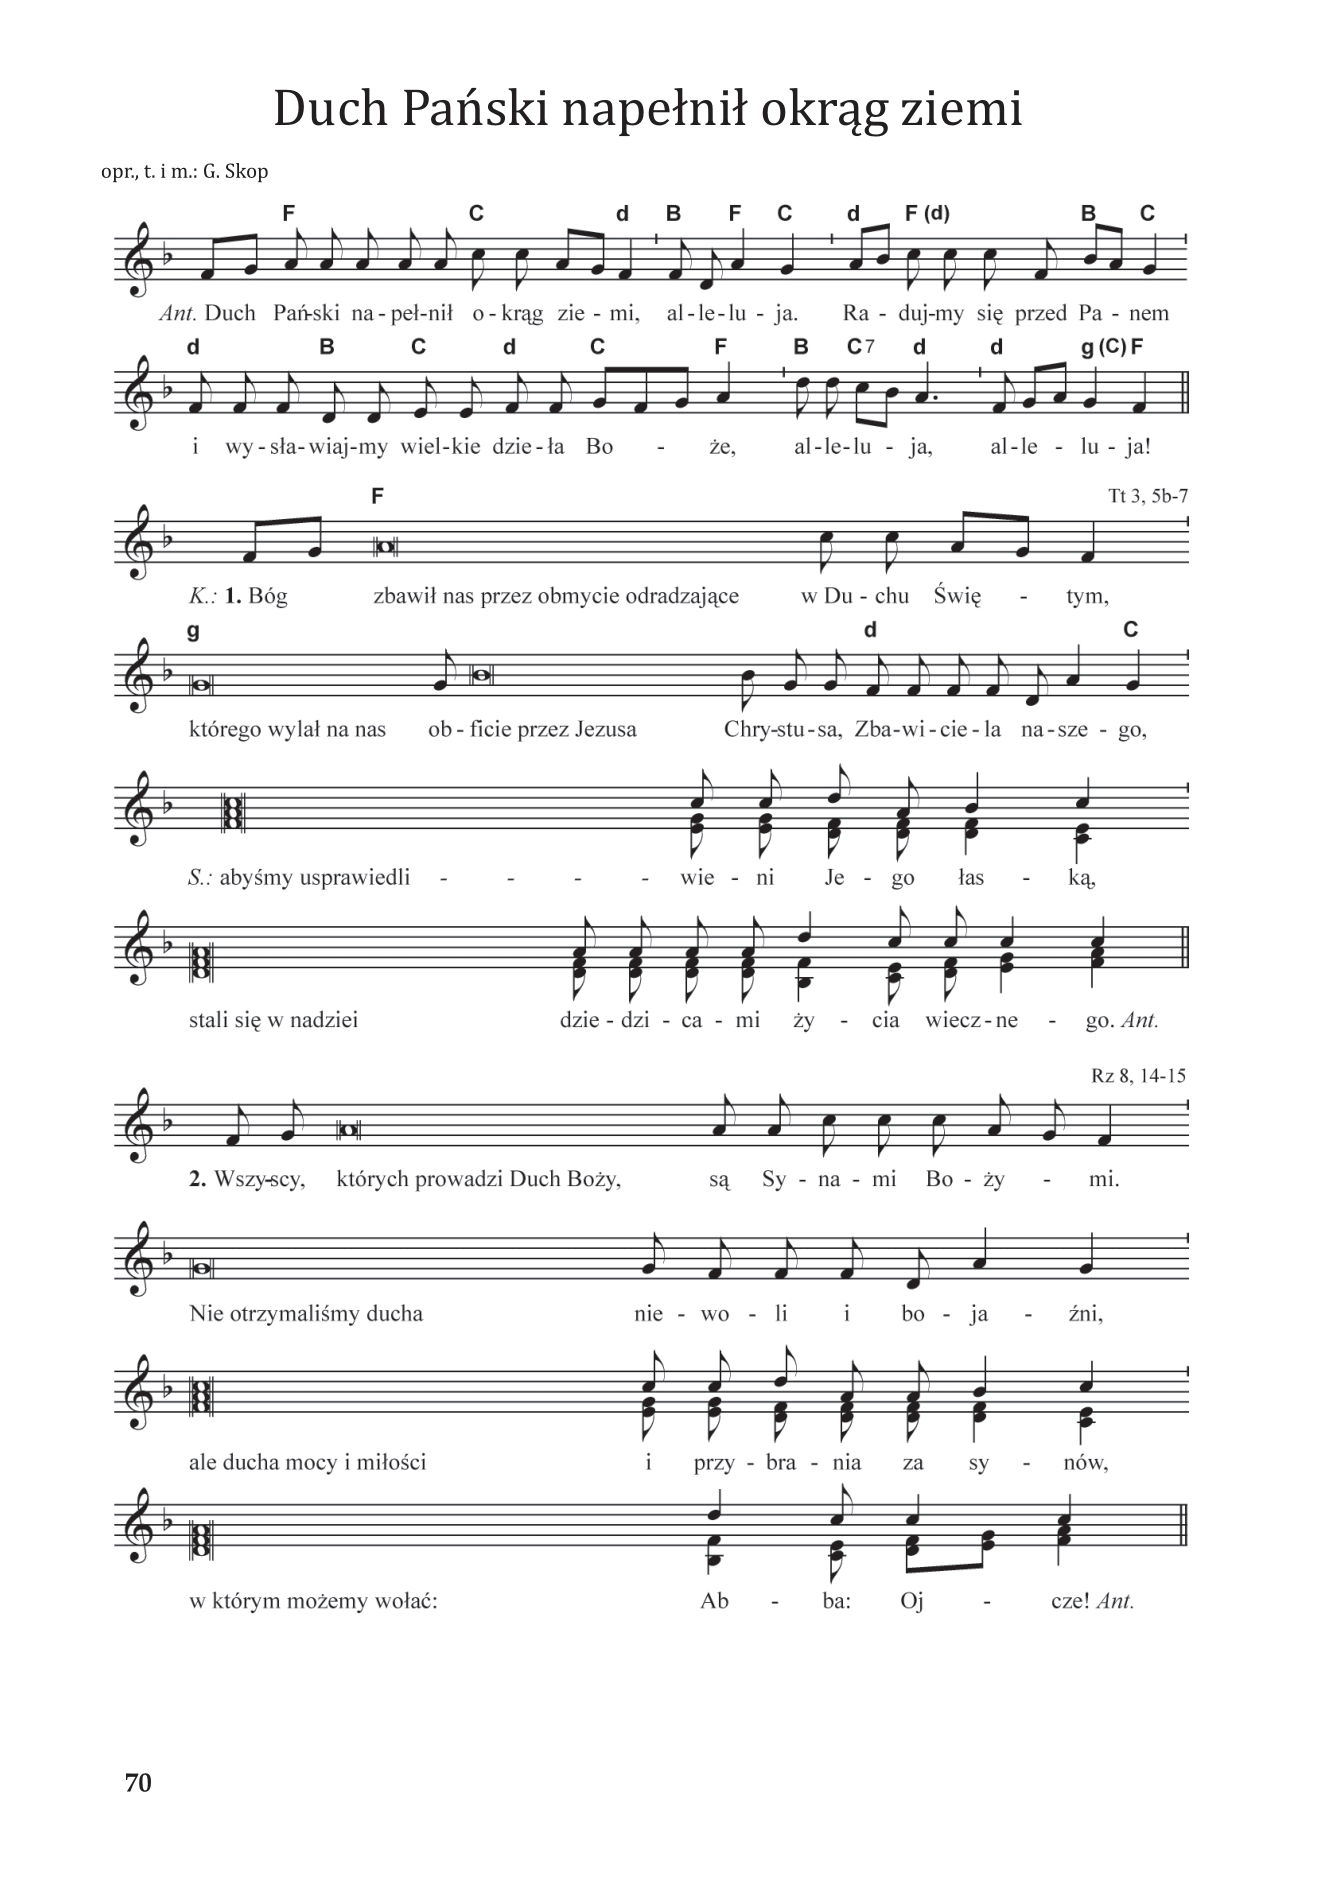 Duch Pański napełnił okrąg ziemi
opr., t. i m.: G. Skop
F C d B F C d F (d) B C
Ant. Duch Pań-ski na - peł-nił o - krąg zie - mi, al - le - lu - ja. Ra - duj-my się przed Pa - nem
d B C d C F B C7 d d g (C) F
i wy - sła - wiaj-my wiel - kie dzie - ła Bo - że, al - le - lu - ja, al - le - lu - ja!
F Tt 3, 5b-7
K.: 1. Bóg zbawił nas przez obmycie odradzające w Du - chu Świę - tym,
g d C
którego wylał na nas ob - ficie przez Jezusa Chry-stu - sa, Zba - wi - cie - la na - sze - go,
S.: abyśmy usprawiedli - - - - wie - ni Je - go łas - ką,
stali się w nadziei dzie - dzi - ca - mi ży - cia wiecz - ne - go. Ant.
Rz 8, 14-15
2. Wszy-scy, których prowadzi Duch Boży, są Sy - na - mi Bo - ży - mi.
Nie otrzymaliśmy ducha nie - wo - li i bo - ja - źni,
ale ducha mocy i miłości i przy - bra - nia za sy - nów,
w którym możemy wołać: Ab - ba: Oj - cze! Ant.
70